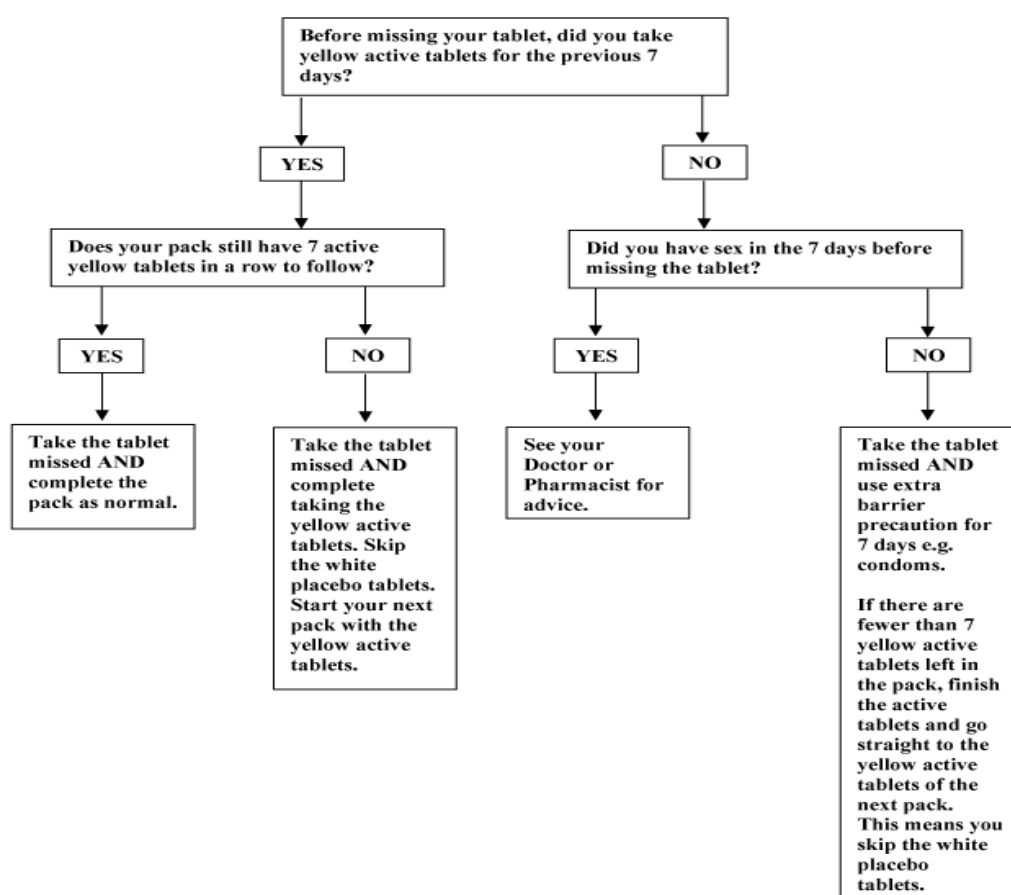 Before missing your tablet, did you take
yellow active tablets for the previous 7
days?
YES
NO
Does your pack still have 7 active
yellow tablets in a row to follow?
Did you have sex in the 7 days before
missing the tablet?
YES
NO
YES
NO
Take the tablet
missed AND
complete the
pack as normal.
Take the tablet
missed AND
complete
taking the
yellow active
tablets. Skip
the white
placebo tablets.
Start your next
pack with the
yellow active
tablets.
See your
Doctor or
Pharmacist for
advice.
Take the tablet
missed AND
use extra
barrier
precaution for
7 days e.g.
condoms.
If there are
fewer than 7
yellow active
tablets left in
the pack, finish
the active
tablets and go
straight to the
yellow active
tablets of the
next pack.
This means you
skip the white
placebo
tablets.